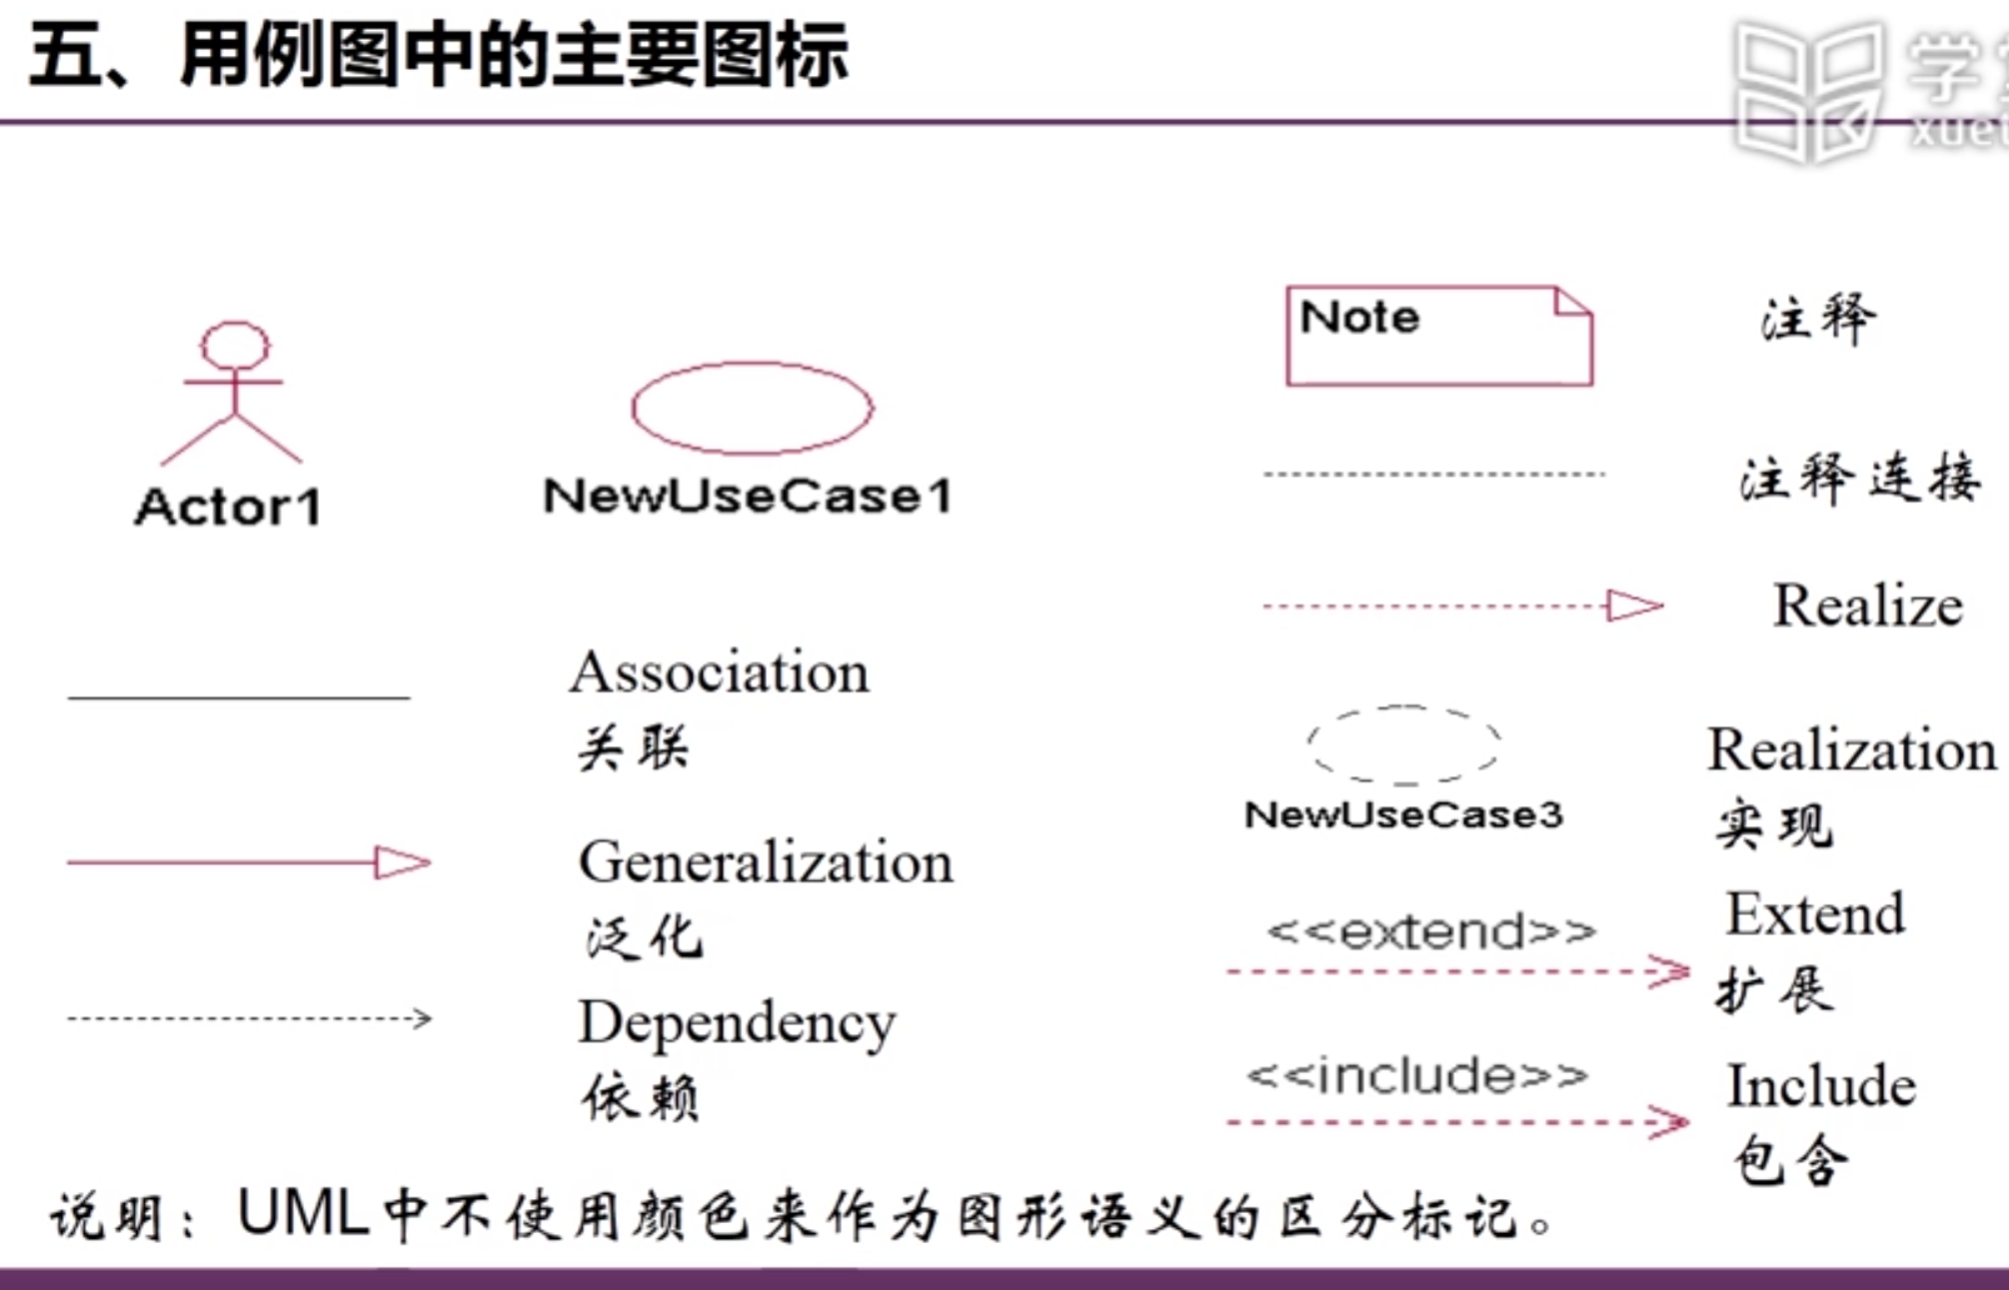 五、用例图中的主要图标
学
Actor1
NewUseCase1
Association
关联
Generalization
泛化
Dependency
依赖
Note
注释
注释连接
Realize
NewUseCase3
Realization
实现
<<extend>>
Extend
扩展
<<include>>
Include
包含
说明：UML中不使用颜色来作为图形语义的区分标记。